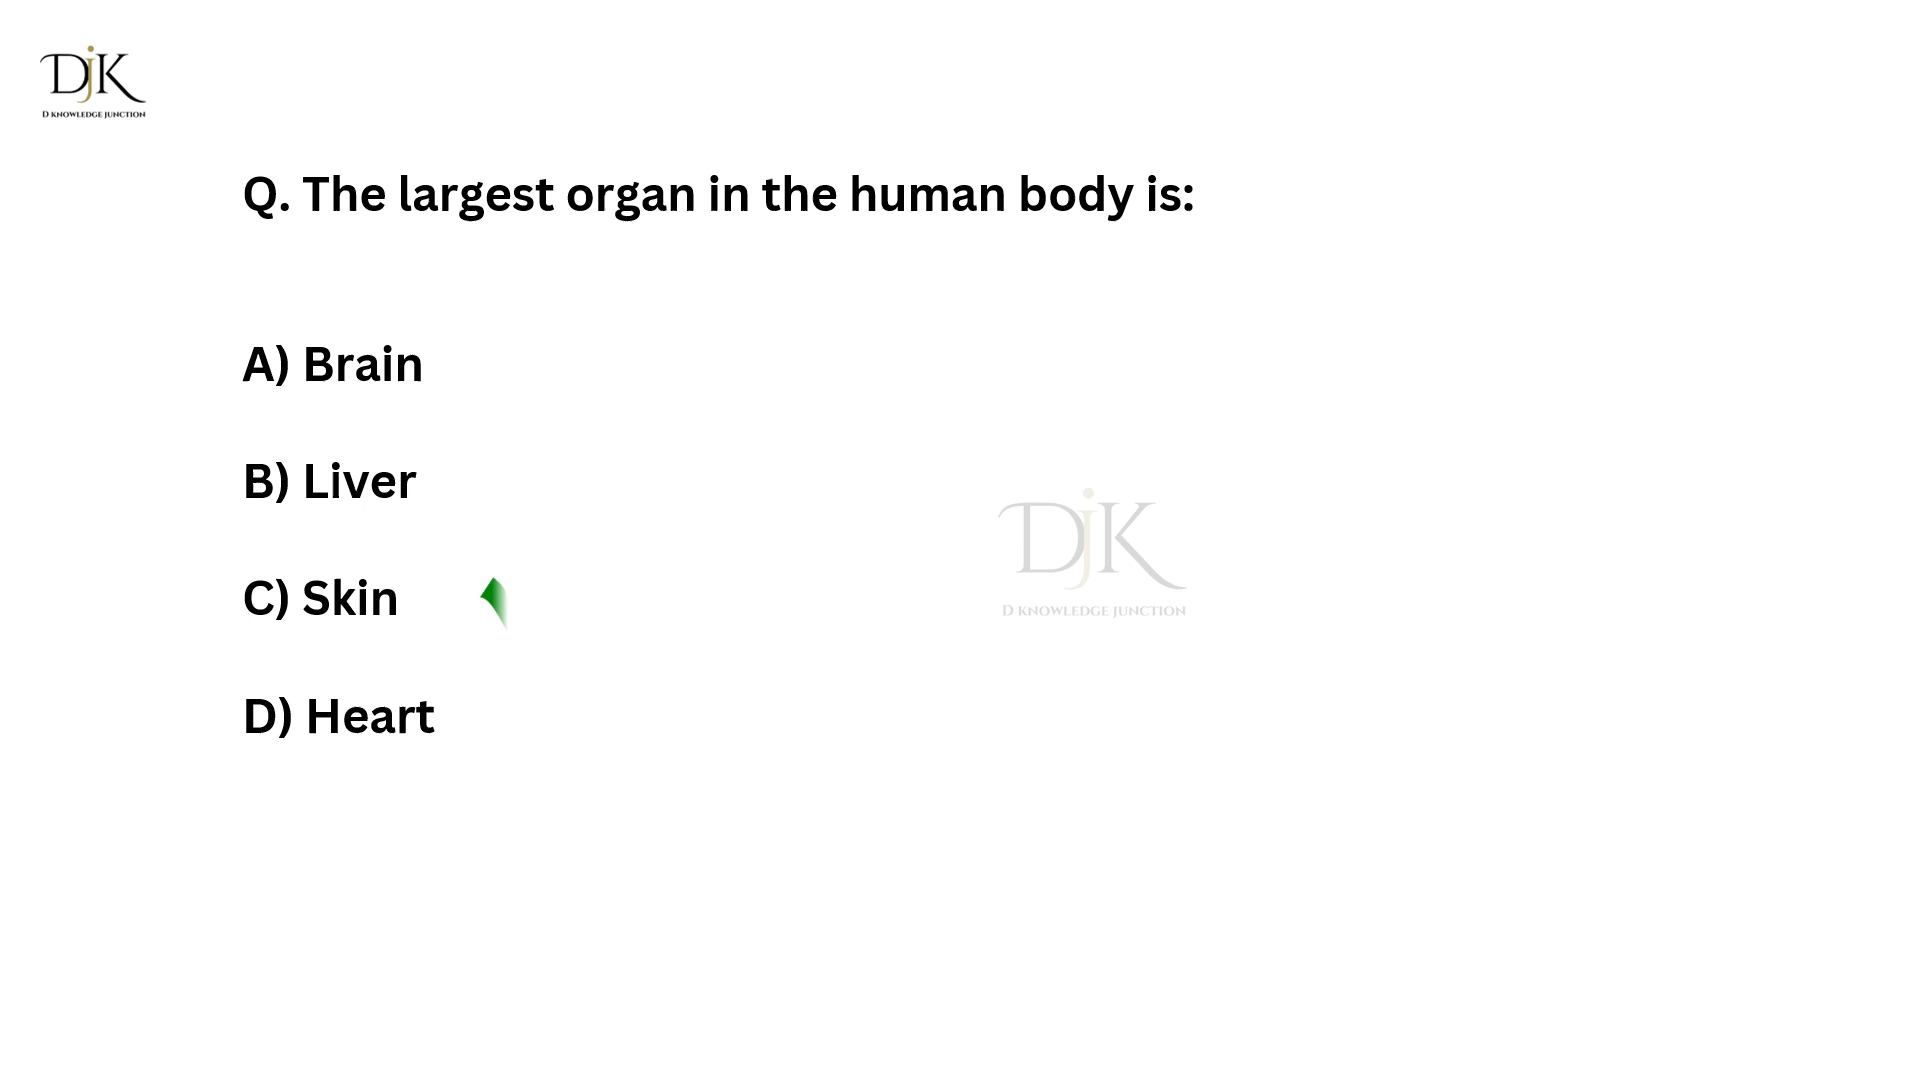 DjK
D KNOWLEDGE JUNCTION
Q. The largest organ in the human body is:
A) Brain
B) Liver
C) Skin
D) Heart
DjK
D KNOWLEDGE JUNCTION